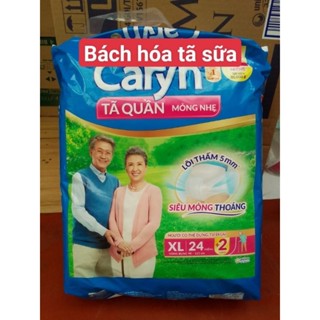 Bách hóa tã sữa
Caryn
TÃ QUẦN MỎNG NHẸ
LÕI THẤM 5mm
SIÊU MỎNG THOÁNG
XL 24 2